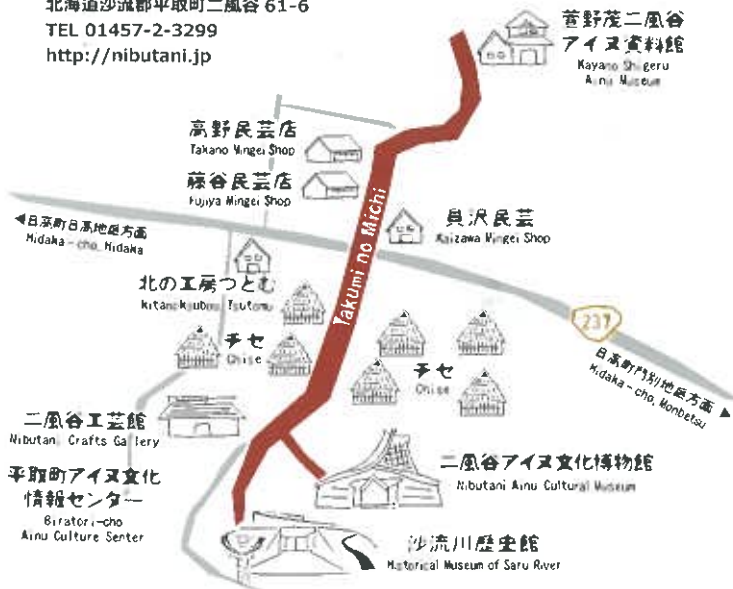 北海道沙流郡平取町二風谷 61-6
TEL 01457-2-3299
http://nibutani.jp
萱野茂二風谷
アイヌ資料館
Kayano Shigeru
Ainu Museum
高野民芸店
Takano Mingei Shop
藤谷民芸店
Fujiya Mingei Shop
Takumi no Michi
貝沢民芸
Kaizawa Mingei Shop
◀日高町日高地区方面
Hidaka-cho, Hidaka
北の工房つとむ
Kitanokoubou Tsutomu
チセ
Chise
チセ
Chise
237
日高町門別地区方面
Hidaka-cho, Monbetsu ▶
二風谷工芸館
Nibutani Crafts Gallery
平取町アイヌ文化
情報センター
Biratori-cho
Ainu Culture Senter
二風谷アイヌ文化博物館
Nibutani Ainu Cultural Museum
沙流川歴史館
Historical Museum of Saru River